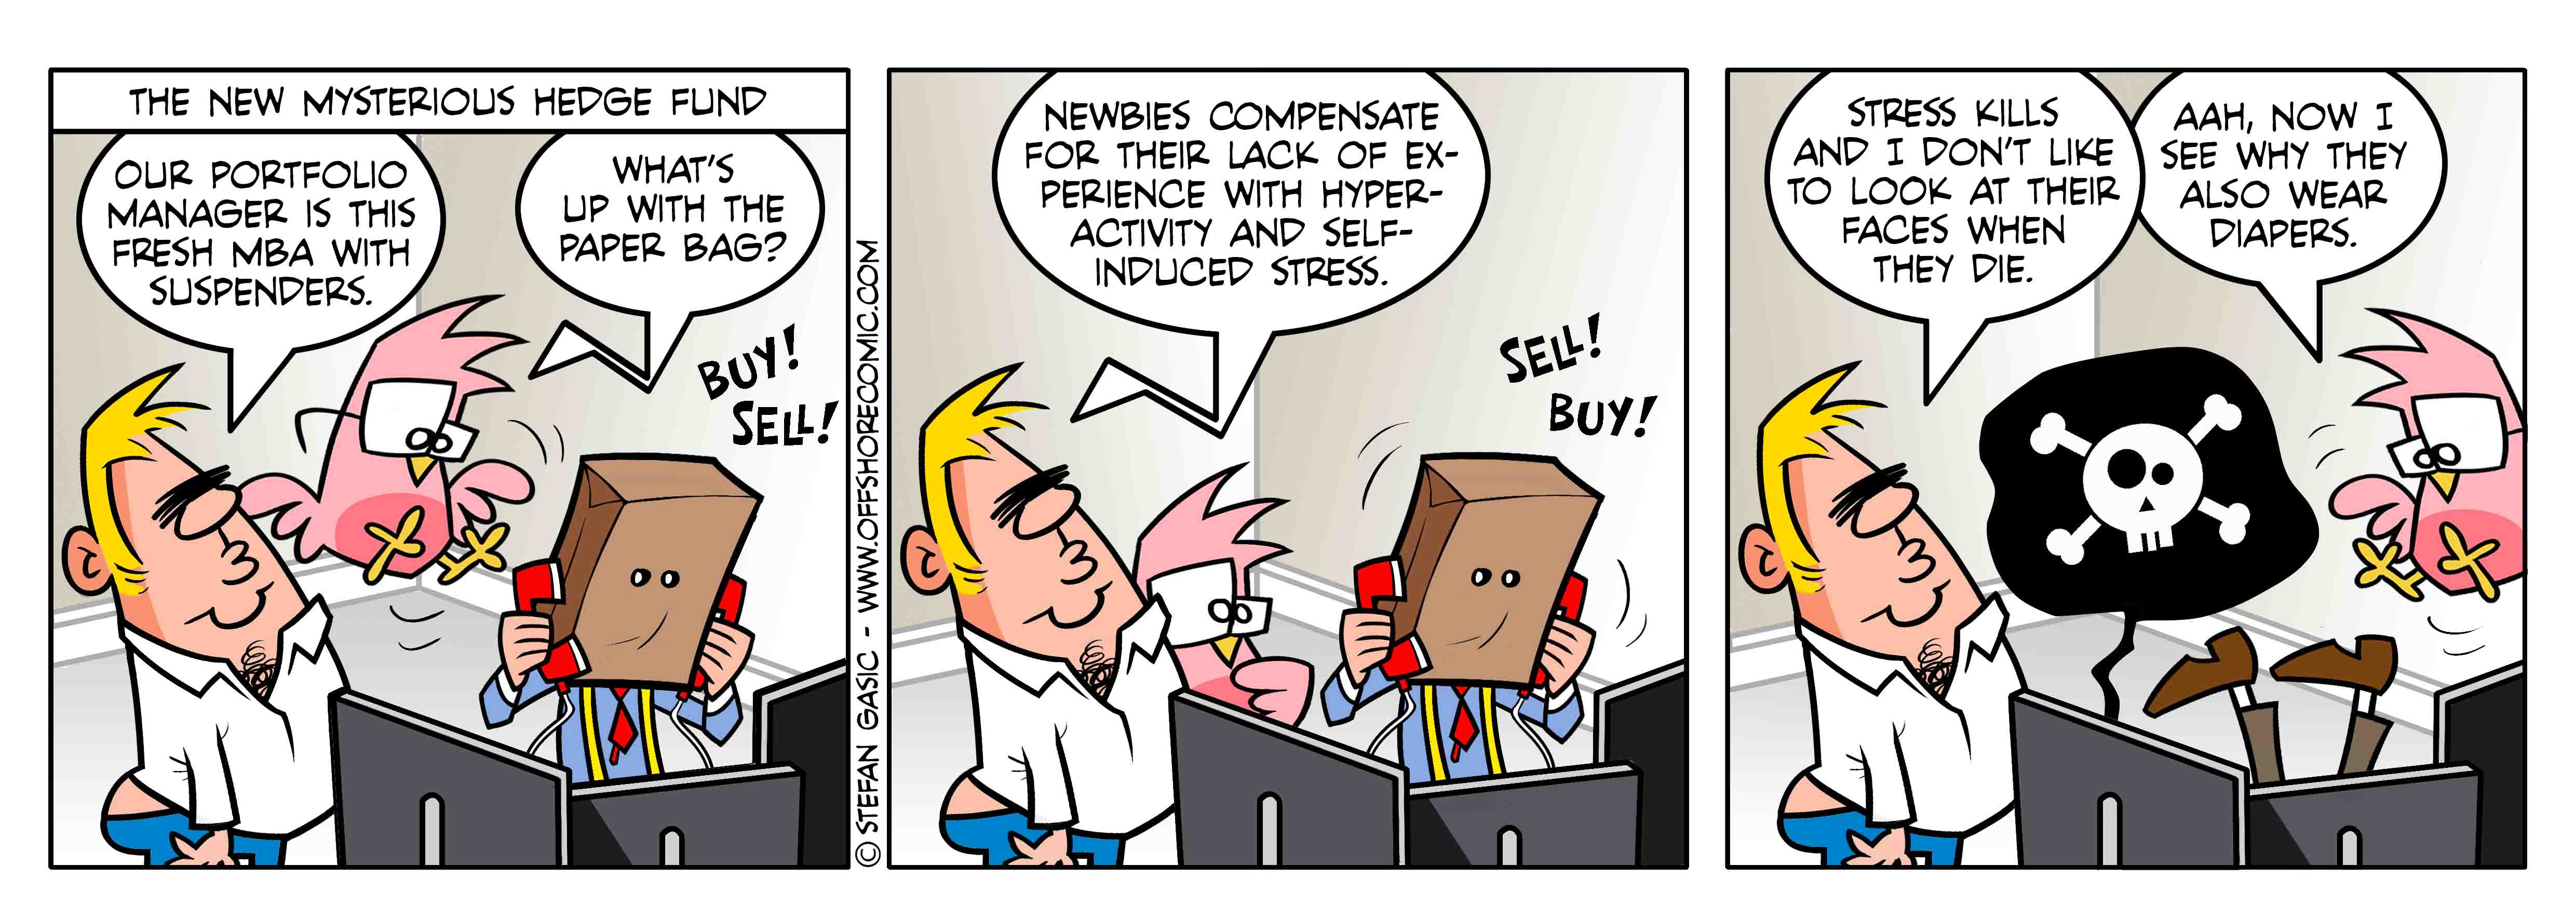 THE NEW MYSTERIOUS HEDGE FUND
OUR PORTFOLIO
MANAGER IS THIS
FRESH MBA WITH
SUSPENDERS.
WHAT'S
UP WITH THE
PAPER BAG?
BUY!
SELL!
© STEFAN GASIC - WWW.OFFSHORECOMIC.COM
NEWBIES COMPENSATE
FOR THEIR LACK OF EX-
PERIENCE WITH HYPER-
ACTIVITY AND SELF-
INDUCED STRESS.
SELL!
BUY!
STRESS KILLS
AND I DON'T LIKE
TO LOOK AT THEIR
FACES WHEN
THEY DIE.
AAH, NOW I
SEE WHY THEY
ALSO WEAR
DIAPERS.